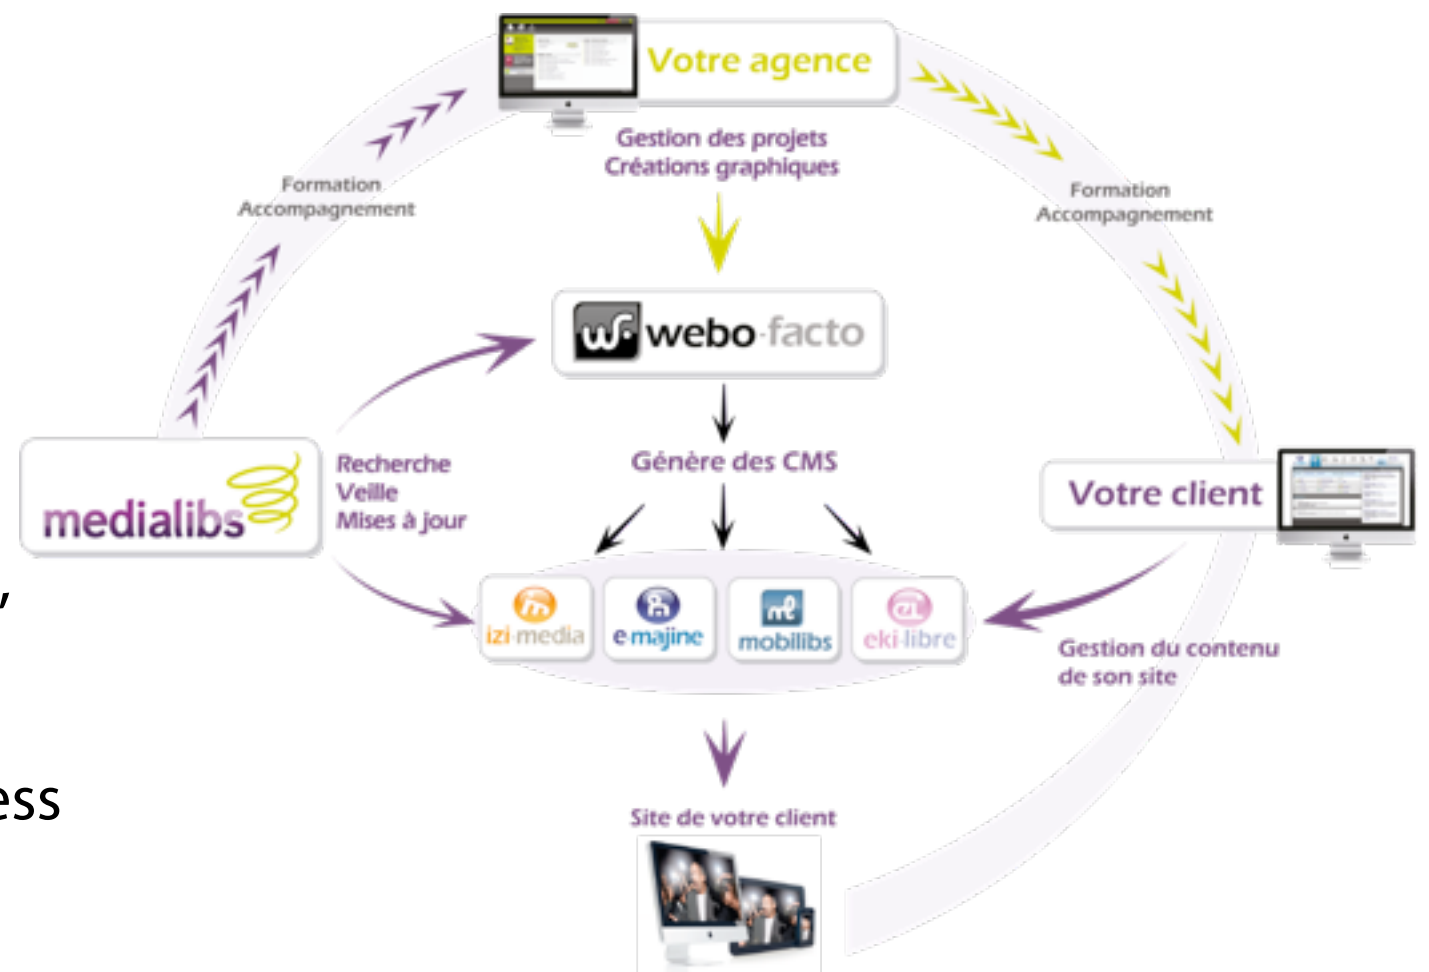 Votre agence
Gestion des projets
Créations graphiques
Formation
Accompagnement
Formation
Accompagnement
webo-facto
medialibs
Recherche
Veille
Mises à jour
Génère des CMS
Votre client
,
izi-media
e-majine
mobilibs
eki-libre
Gestion du contenu
de son site
ess
Site de votre client